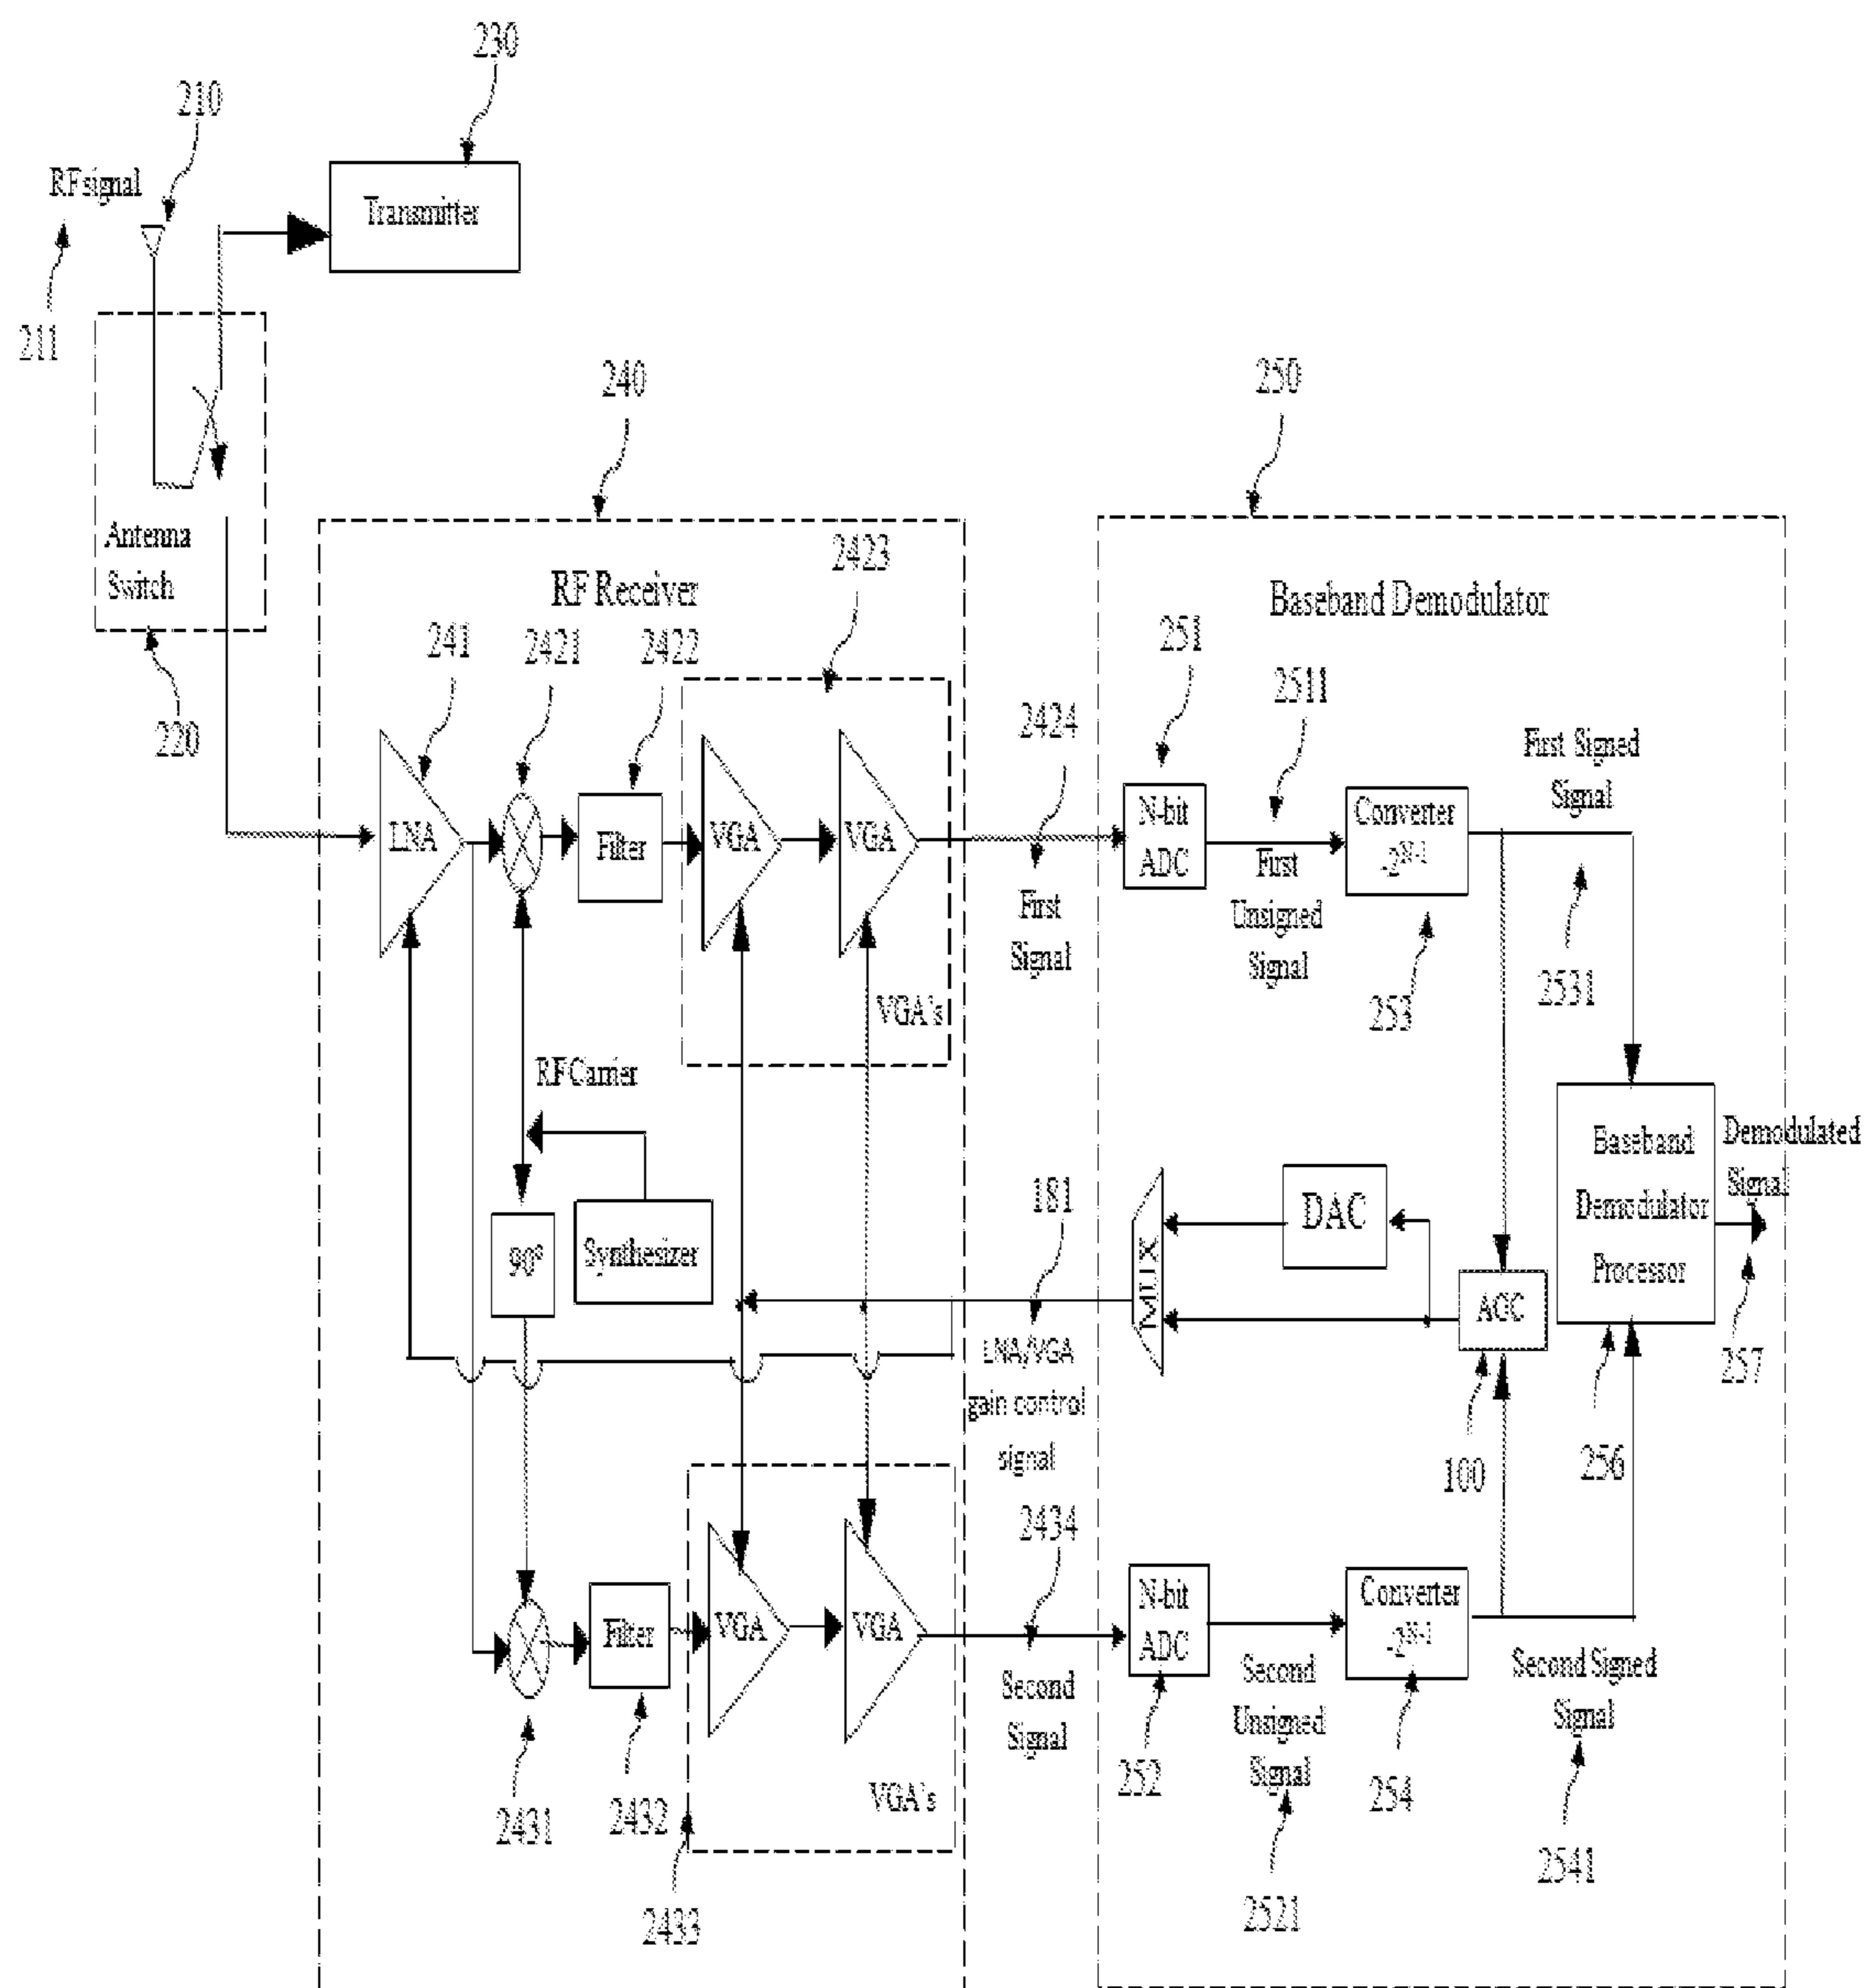 230
210
RF signal
Transmitter
211
240
250
Antenna
Switch
2423
RF Receiver
Baseband Demodulator
241
2421
2422
251
2511
220
2424
First Signed
Signal
LNA
Filter
VGA
VGA
N-bit
ADC
Converter
-2^N-1
First
Signal
First
Unsigned
Signal
VGA's
253
2531
RF Carrier
Baseband
Demodulator
Processor
Demodulated
Signal
90°
Synthesizer
181
MUX
DAC
AGC
LNA/VGA
gain control
signal
100
256
257
2434
VGA
VGA
Filter
N-bit
ADC
Converter
-2^N-1
Second
Signal
Second
Unsigned
Signal
Second Signed
Signal
VGA's
2431
2432
252
254
2433
2521
2541